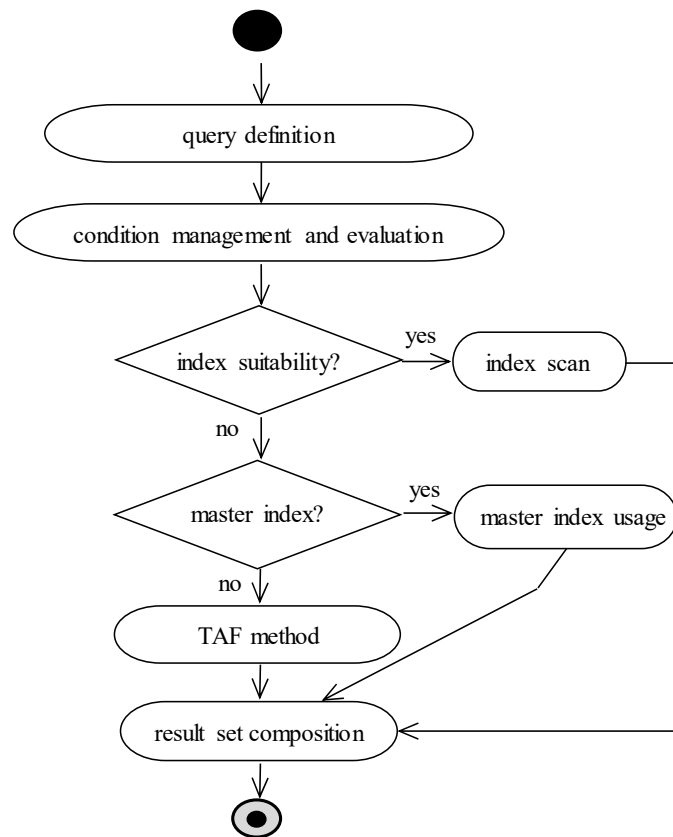 query definition
condition management and evaluation
index suitability?
yes
index scan
no
master index?
yes
master index usage
no
TAF method
result set composition